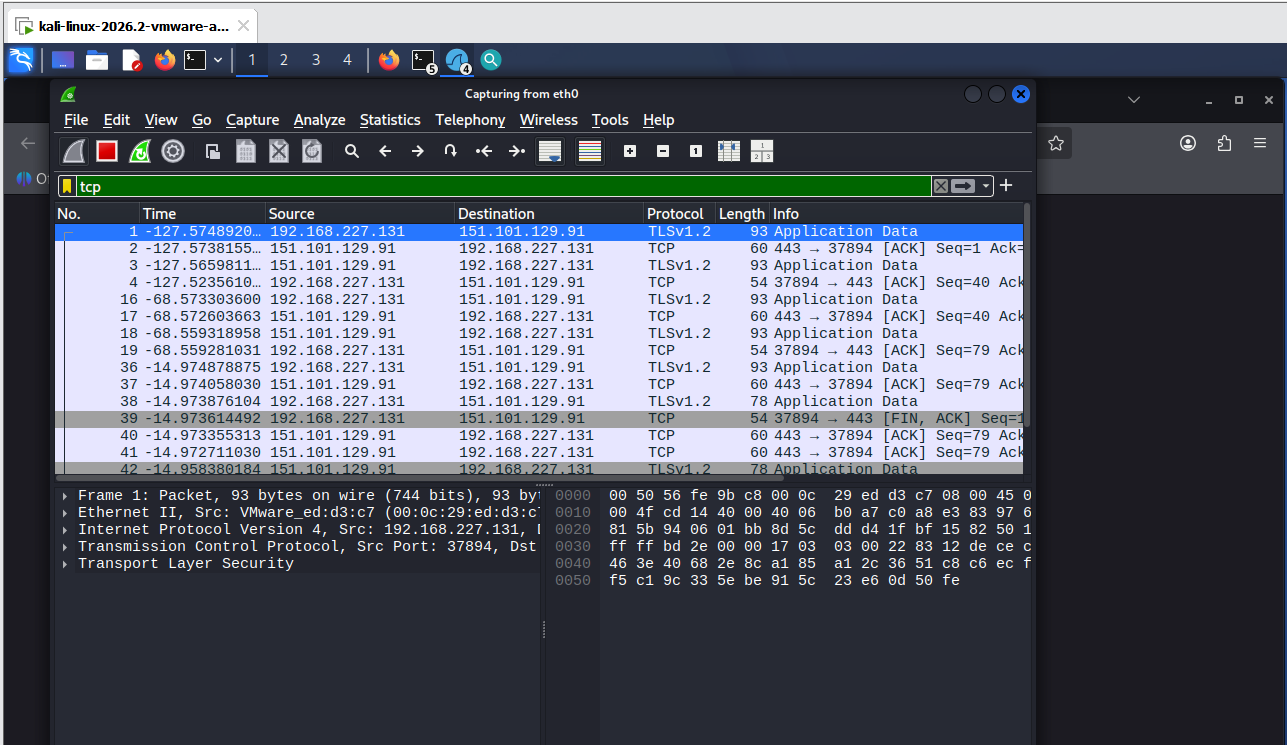 kali-linux-2026.2-vmware-a...
1 2 3 4 5 4
Capturing from eth0
File Edit View Go Capture Analyze Statistics Telephony Wireless Tools Help
tcp
No. Time Source Destination Protocol Length Info
1 -127.5748920… 192.168.227.131 151.101.129.91 TLSv1.2 93 Application Data
2 -127.5738155… 151.101.129.91 192.168.227.131 TCP 60 443 → 37894 [ACK] Seq=1 Ack=
3 -127.5659811… 151.101.129.91 192.168.227.131 TLSv1.2 93 Application Data
4 -127.5235610… 192.168.227.131 151.101.129.91 TCP 54 37894 → 443 [ACK] Seq=40 Ack
16 -68.573303600 192.168.227.131 151.101.129.91 TLSv1.2 93 Application Data
17 -68.572603663 151.101.129.91 192.168.227.131 TCP 60 443 → 37894 [ACK] Seq=40 Ack
18 -68.559318958 151.101.129.91 192.168.227.131 TLSv1.2 93 Application Data
19 -68.559281031 192.168.227.131 151.101.129.91 TCP 54 37894 → 443 [ACK] Seq=79 Ack
36 -14.974878875 192.168.227.131 151.101.129.91 TLSv1.2 93 Application Data
37 -14.974058030 151.101.129.91 192.168.227.131 TCP 60 443 → 37894 [ACK] Seq=79 Ack
38 -14.973876104 192.168.227.131 151.101.129.91 TLSv1.2 78 Application Data
39 -14.973614492 192.168.227.131 151.101.129.91 TCP 54 37894 → 443 [FIN, ACK] Seq=1
40 -14.973355313 151.101.129.91 192.168.227.131 TCP 60 443 → 37894 [ACK] Seq=79 Ack
41 -14.972711030 151.101.129.91 192.168.227.131 TCP 60 443 → 37894 [ACK] Seq=79 Ack
42 -14.958380184 151.101.129.91 192.168.227.131 TLSv1.2 78 Application Data
Frame 1: Packet, 93 bytes on wire (744 bits), 93 by
Ethernet II, Src: VMware_ed:d3:c7 (00:0c:29:ed:d3:c7
Internet Protocol Version 4, Src: 192.168.227.131, D
Transmission Control Protocol, Src Port: 37894, Dst
Transport Layer Security
0000 00 50 56 fe 9b c8 00 0c 29 ed d3 c7 08 00 45 0
0010 00 4f cd 14 40 00 40 06 b0 a7 c0 a8 e3 83 97 6
0020 81 5b 94 06 01 bb 8d 5c dd d4 1f bf 15 82 50 1
0030 ff ff bd 2e 00 00 17 03 03 00 22 83 12 de ce c
0040 46 3e 40 68 2e 8c a1 85 a1 2c 36 51 c8 c6 ec f
0050 f5 c1 9c 33 5e be 91 5c 23 e6 0d 50 fe